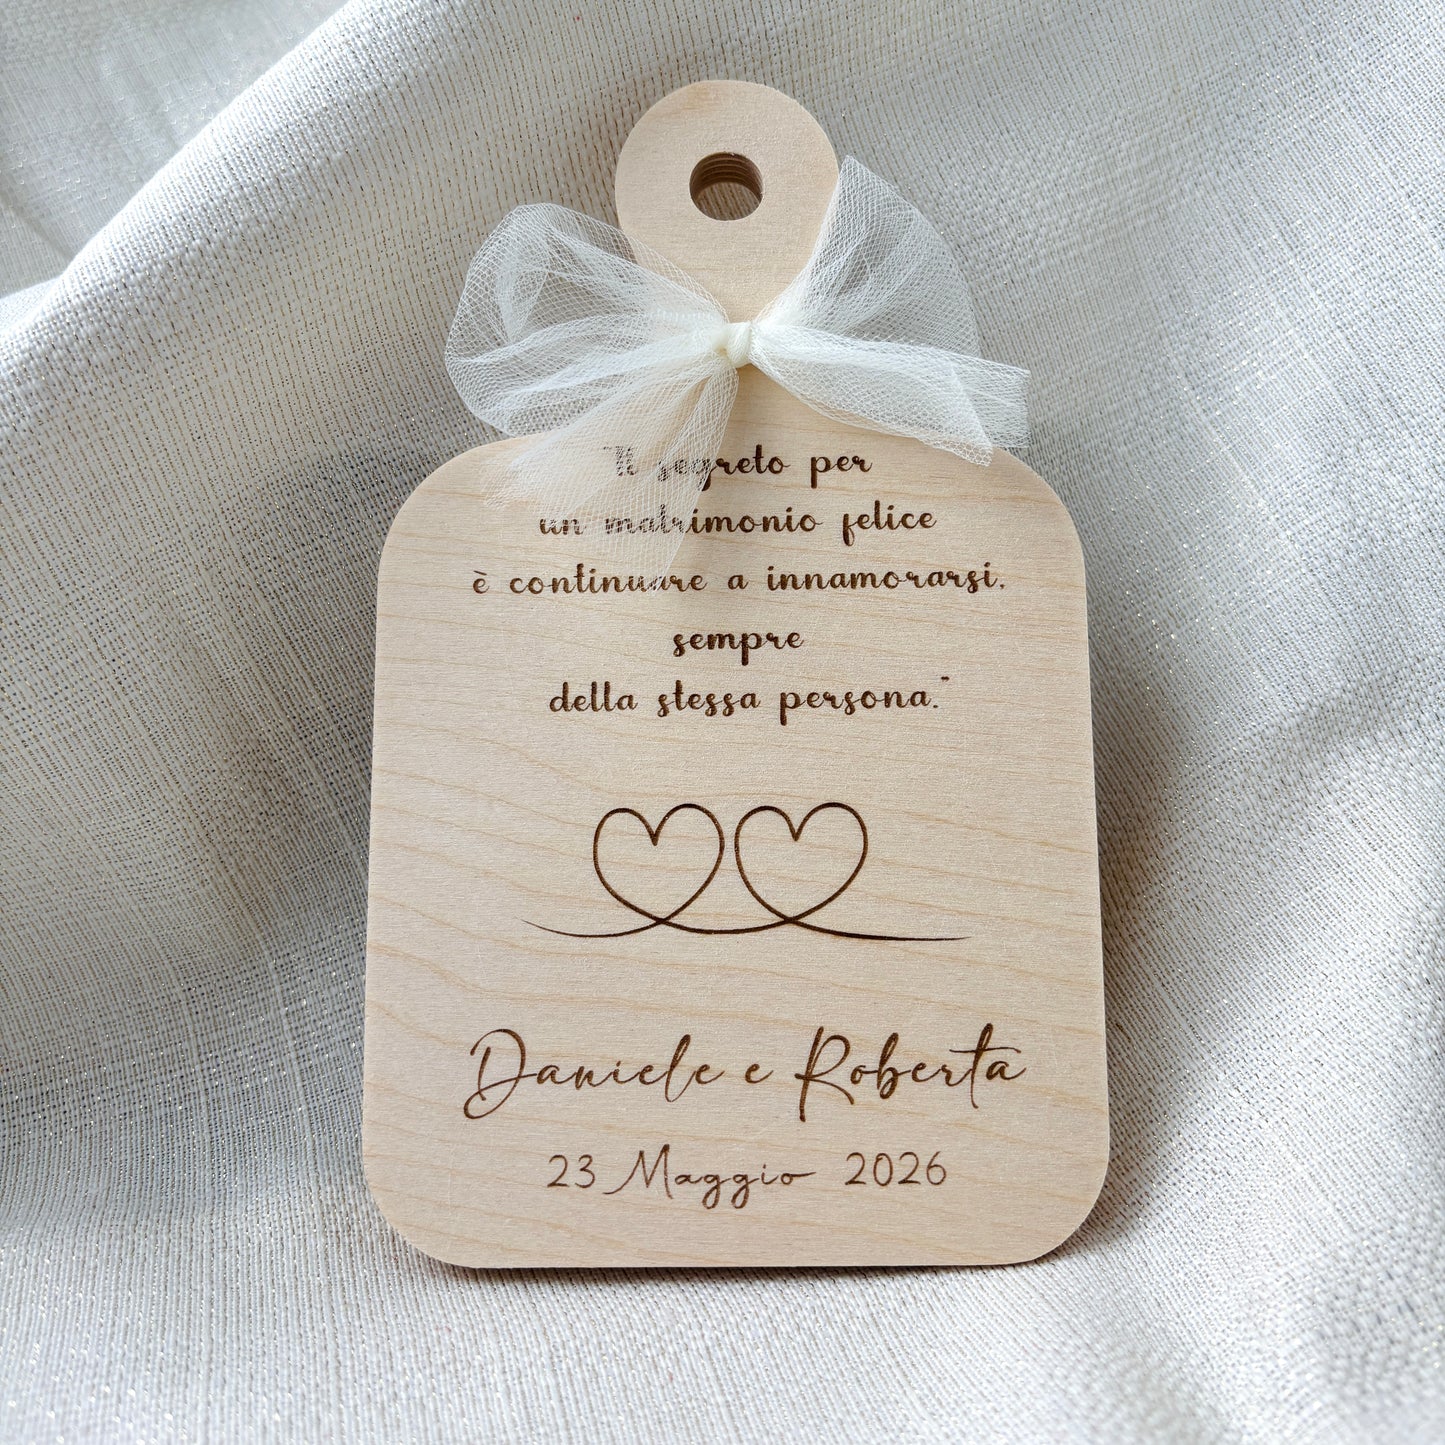 "Il segreto per
un matrimonio felice
è continuare a innamorarsi,
sempre
della stessa persona."
Daniele e Roberta
23 Maggio 2026